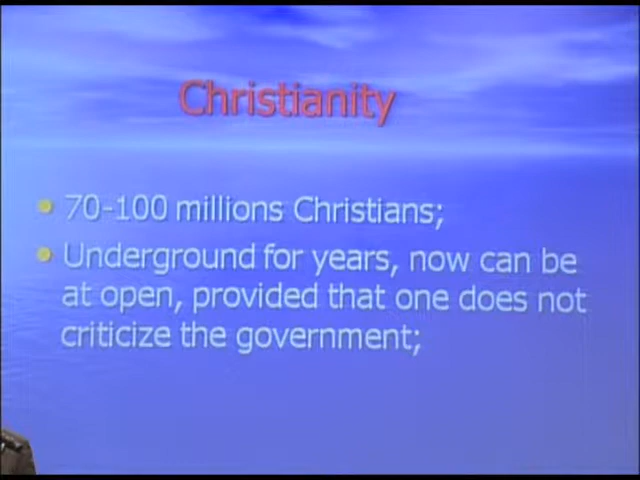 Christianity
70-100 millions Christians;
Underground for years, now can be
at open, provided that one does not
criticize the government;